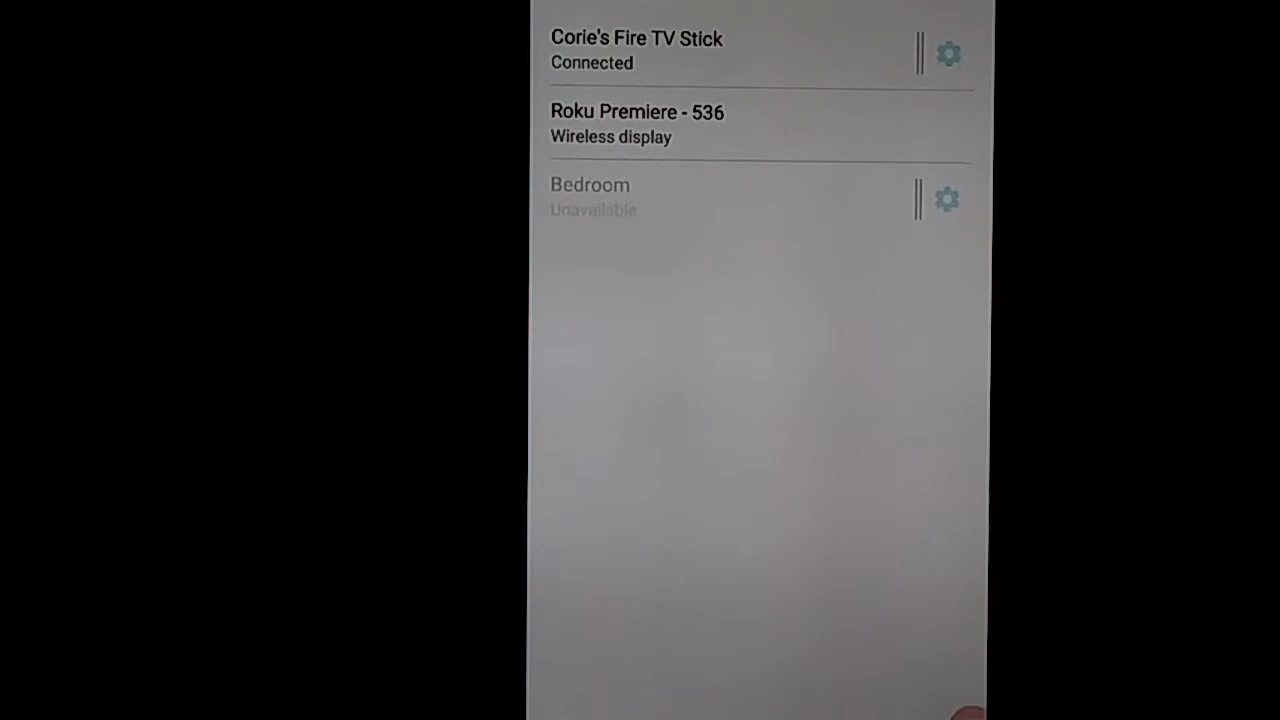 Corie's Fire TV Stick
Connected
Roku Premiere - 536
Wireless display
Bedroom
Unavailable